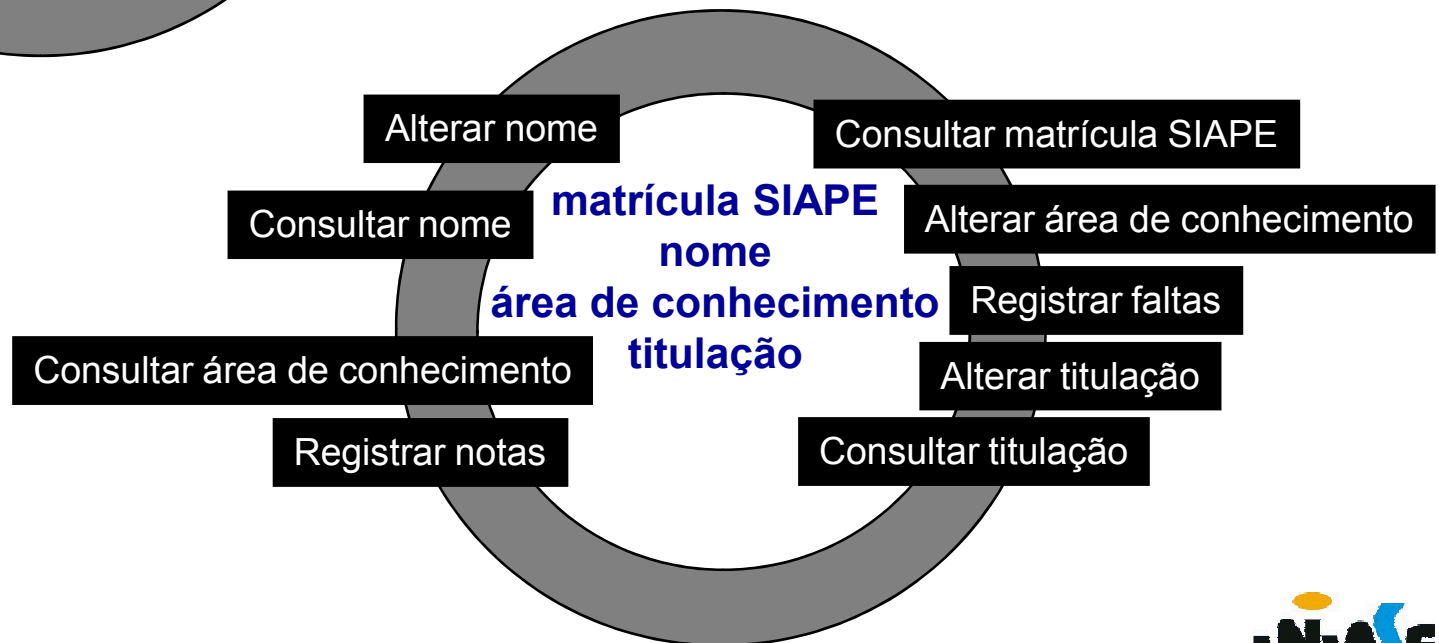 Alterar nome
Consultar matrícula SIAPE
matrícula SIAPE
Consultar nome
Alterar área de conhecimento
nome
área de conhecimento
Registrar faltas
titulação
Consultar área de conhecimento
Alterar titulação
Registrar notas
Consultar titulação